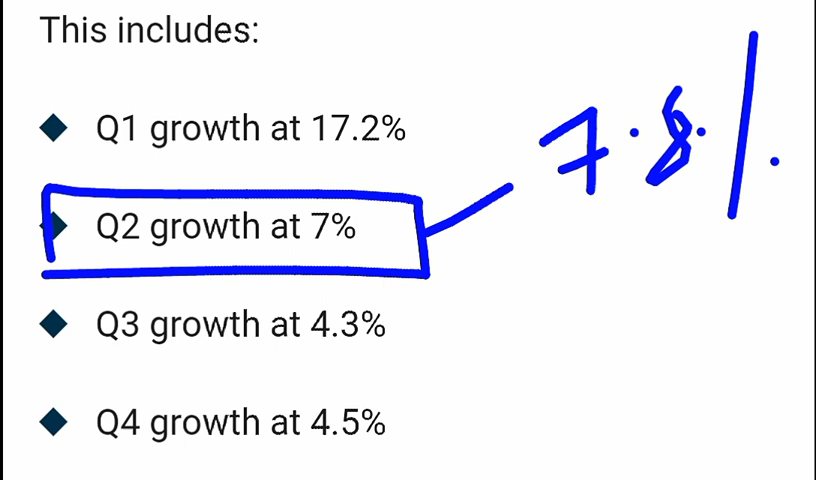 This includes:
Q1 growth at 17.2%
7.8%
Q2 growth at 7%
Q3 growth at 4.3%
Q4 growth at 4.5%